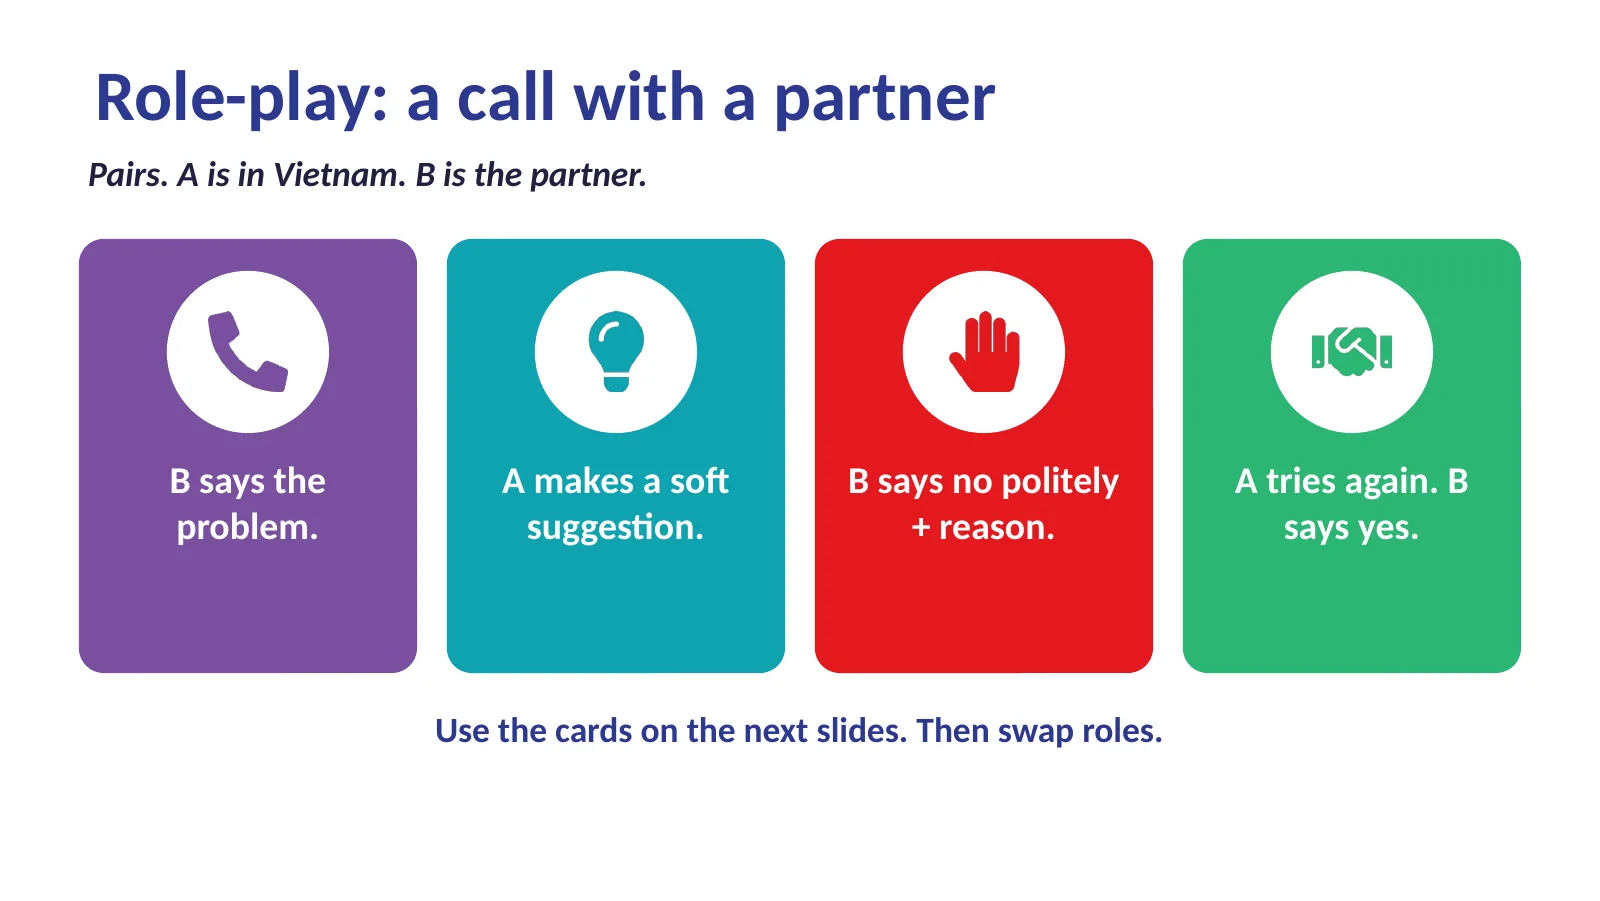 Role-play: a call with a partner
Pairs. A is in Vietnam. B is the partner.
B says the
problem.
A makes a soft
suggestion.
B says no politely
+ reason.
A tries again. B
says yes.
Use the cards on the next slides. Then swap roles.